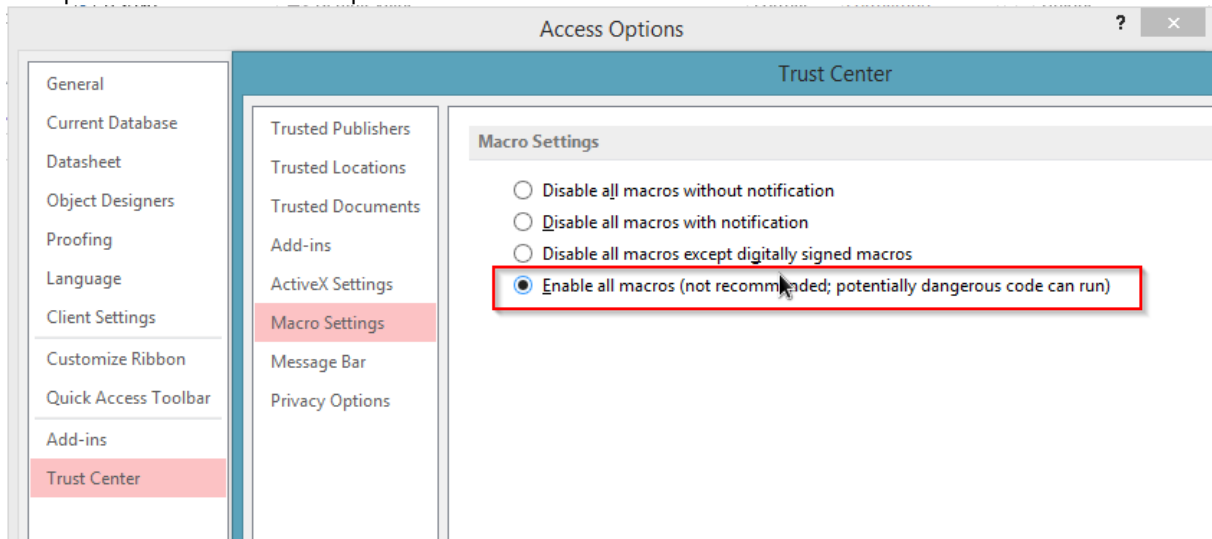 Access Options
?
Trust Center
General
Current Database
Datasheet
Object Designers
Proofing
Language
Client Settings
Customize Ribbon
Quick Access Toolbar
Add-ins
Trust Center
Trusted Publishers
Trusted Locations
Trusted Documents
Add-ins
ActiveX Settings
Macro Settings
Message Bar
Privacy Options
Macro Settings
Disable all macros without notification
Disable all macros with notification
Disable all macros except digitally signed macros
Enable all macros (not recommended; potentially dangerous code can run)